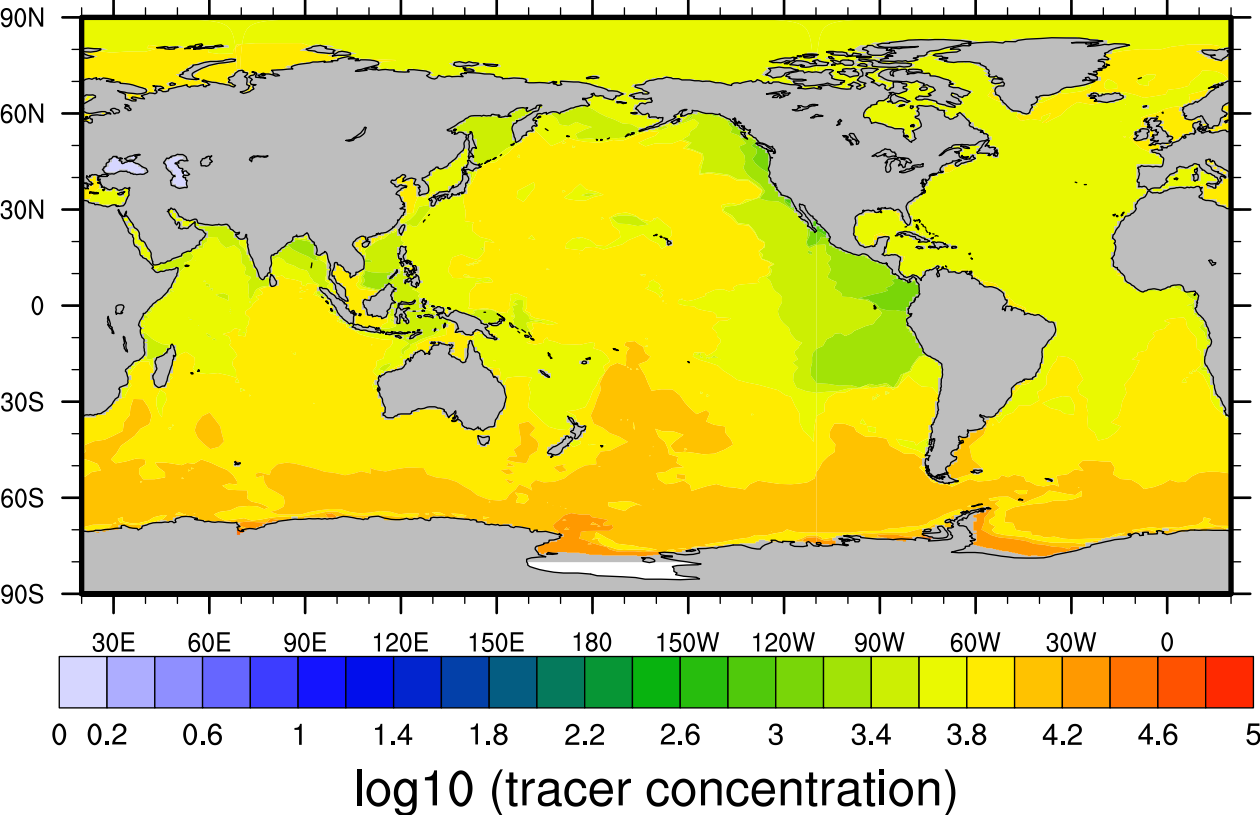 90N
60N
30N
0
30S
60S
90S
30E 60E 90E 120E 150E 180 150W 120W 90W 60W 30W 0
0 0.2 0.6 1 1.4 1.8 2.2 2.6 3 3.4 3.8 4.2 4.6 5
log10 (tracer concentration)